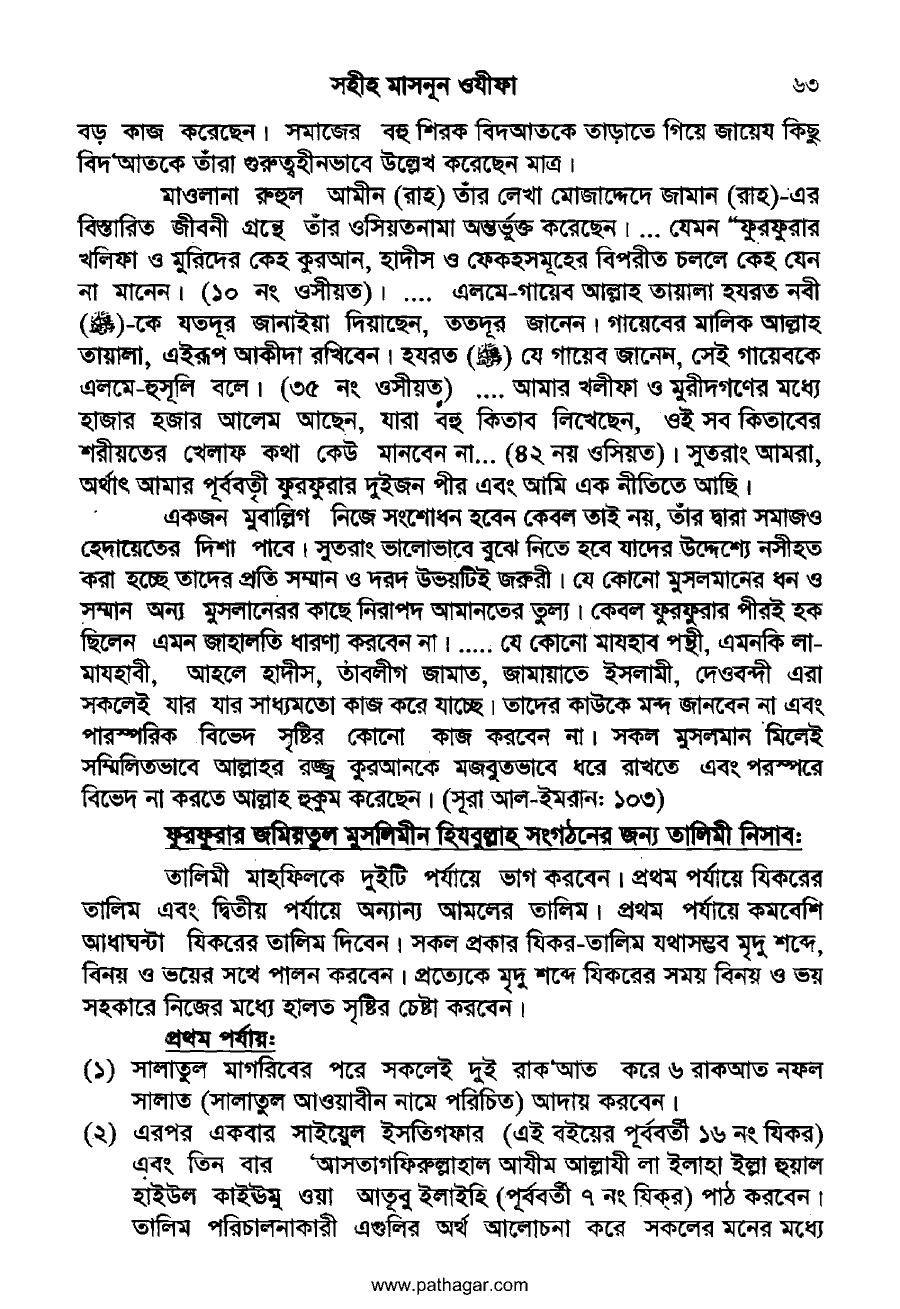 সহীহ মাসনূন ওযীফা ৬৩
বড় কাজ করেছেন। সমাজের বহু শিরক বিদআতকে তাড়াতে গিয়ে জায়েয কিছু
বিদ'আতকে তাঁরা গুরুত্বহীনভাবে উল্লেখ করেছেন মাত্র।
মাওলানা রুহুল আমীন (রাহ) তাঁর লেখা মোজাদ্দেদে জামান (রাহ)-এর
বিস্তারিত জীবনী গ্রন্থে তাঁর ওসিয়তনামা অন্তর্ভুক্ত করেছেন। ... যেমন “ফুরফুরার
খলিফা ও মুরিদের কেহ কুরআন, হাদীস ও ফেকহসমূহের বিপরীত চললে কেহ যেন
না মানেন। (১০ নং ওসীয়ত)। .... এলমে-গায়েব আল্লাহ তায়ালা হযরত নবী
(ﷺ)-কে যতদূর জানাইয়া দিয়াছেন, ততদূর জানেন। গায়েবের মালিক আল্লাহ
তায়ালা, এইরূপ আকীদা রখিবেন। হযরত (ﷺ) যে গায়েব জানেন, সেই গায়েবকে
এলমে-হুসূলি বলে। (৩৫ নং ওসীয়ত) .... আমার খলীফা ও মুরীদগণের মধ্যে
হাজার হজার আলেম আছেন, যারা বহু কিতাব লিখেছেন, ওই সব কিতাবের
শরীয়তের খেলাফ কথা কেউ মানবেন না... (৪২ নয় ওসিয়ত)। সুতরাং আমরা,
অর্থাৎ আমার পূর্ববর্তী ফুরফুরার দুইজন পীর এবং আমি এক নীতিতে আছি।
একজন মুবাল্লিগ নিজে সংশোধন হবেন কেবল তাই নয়, তাঁর দ্বারা সমাজও
হেদায়েতের দিশা পাবে। সুতরাং ভালোভাবে বুঝে নিতে হবে যাদের উদ্দেশ্যে নসীহত
করা হচ্ছে তাদের প্রতি সম্মান ও দরদ উভয়টিই জরুরী। যে কোনো মুসলমানের ধন ও
সম্মান অন্য মুসলানেরর কাছে নিরাপদ আমানতের তুল্য। কেবল ফুরফুরার পীরই হক
ছিলেন এমন জাহালতি ধারণা করবেন না। ..... যে কোনো মাযহাব পন্থী, এমনকি লা-
মাযহাবী, আহলে হাদীস, তাবলীগ জামাত, জামায়াতে ইসলামী, দেওবন্দী এরা
সকলেই যার যার সাধ্যমতো কাজ করে যাচ্ছে। তাদের কাউকে মন্দ জানবেন না এবং
পারস্পরিক বিভেদ সৃষ্টির কোনো কাজ করবেন না। সকল মুসলমান মিলেই
সম্মিলিতভাবে আল্লাহর রজ্জু কুরআনকে মজবুতভাবে ধরে রাখতে এবং পরস্পরে
বিভেদ না করতে আল্লাহ হুকুম করেছেন। (সূরা আল-ইমরান: ১০৩)
ফুরফুরার জমিয়তুল মুসলিমীন হিযবুল্লাহ সংগঠনের জন্য তালিমী নিসাব:
তালিমী মাহফিলকে দুইটি পর্যায়ে ভাগ করবেন। প্রথম পর্যায়ে যিকরের
তালিম এবং দ্বিতীয় পর্যায়ে অন্যান্য আমলের তালিম। প্রথম পর্যায়ে কমবেশি
আধাঘন্টা যিকরের তালিম দিবেন। সকল প্রকার যিকর-তালিম যথাসম্ভব মৃদু শব্দে,
বিনয় ও ভয়ের সথে পালন করবেন। প্রত্যেকে মৃদু শব্দে যিকরের সময় বিনয় ও ভয়
সহকারে নিজের মধ্যে হালত সৃষ্টির চেষ্টা করবেন।
প্রথম পর্যায়:
(১) সালাতুল মাগরিবের পরে সকলেই দুই রাক'আত করে ৬ রাকআত নফল
সালাত (সালাতুল আওয়াবীন নামে পরিচিত) আদায় করবেন।
(২) এরপর একবার সাইয়েুল ইসতিগফার (এই বইয়ের পূর্ববর্তী ১৬ নং যিকর)
এবং তিন বার 'আসতাগফিরুল্লাহাল আযীম আল্লাযী লা ইলাহা ইল্লা হুয়াল
হাইউল কাইঊমু ওয়া আতূবু ইলাইহি (পূর্ববর্তী ৭ নং যিকর) পাঠ করবেন।
তালিম পরিচালনাকারী এগুলির অর্থ আলোচনা করে সকলের মনের মধ্যে
www.pathagar.com